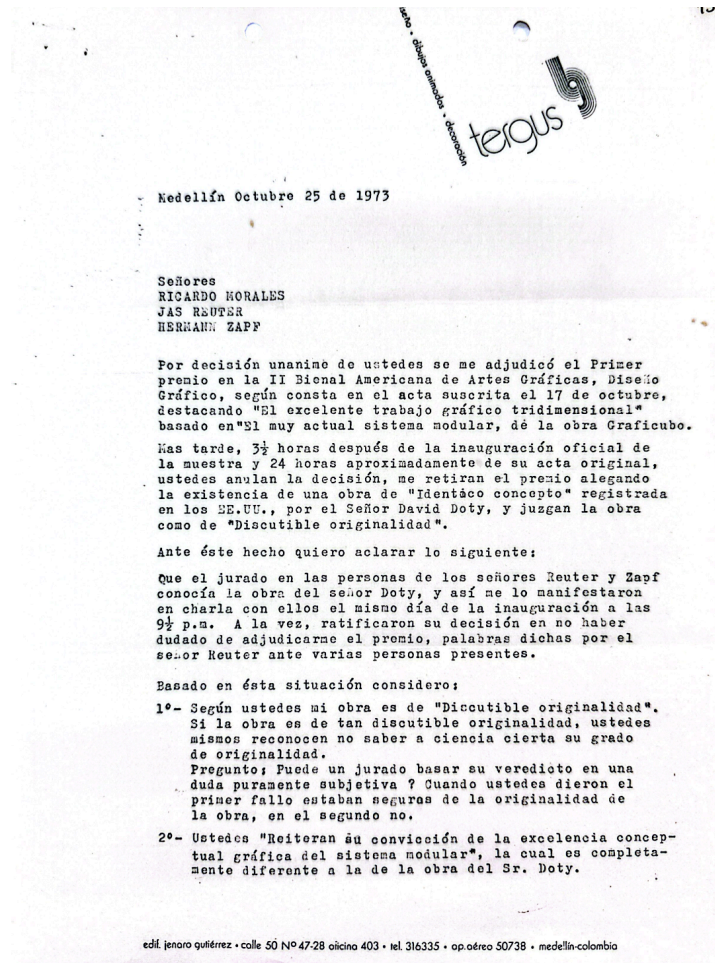 15
diseño • dibujos animados • decoración
tergus
Medellín Octubre 25 de 1973
Señores
RICARDO MORALES
JAS REUTER
HERMANN ZAPF
Por decisión unanime de ustedes se me adjudicó el Primer
premio en la II Bienal Americana de Artes Gráficas, Diseño
Gráfico, según consta en el acta suscrita el 17 de octubre,
destacando "El excelente trabajo gráfico tridimensional"
basado en"El muy actual sistema modular, dé la obra Graficubo.
Mas tarde, 3½ horas después de la inauguración oficial de
la muestra y 24 horas aproximadamente de su acta original,
ustedes anulan la decisión, me retiran el premio alegando
la existencia de una obra de "Identáco concepto" registrada
en los EE.UU., por el Señor David Doty, y juzgan la obra
como de "Discutible originalidad".
Ante éste hecho quiero aclarar lo siguiente:
Que el jurado en las personas de los señores Reuter y Zapf
conocía la obra del señor Doty, y así me lo manifestaron
en charla con ellos el mismo día de la inauguración a las
9½ p.m. A la vez, ratificaron su decisión en no haber
dudado de adjudicarme el premio, palabras dichas por el
señor Reuter ante varias personas presentes.
Basado en ésta situación considero:
1º- Según ustedes mi obra es de "Discutible originalidad".
Si la obra es de tan discutible originalidad, ustedes
mismos reconocen no saber a ciencia cierta su grado
de originalidad.
Pregunto; Puede un jurado basar su veredicto en una
duda puramente subjetiva ? Cuando ustedes dieron el
primer fallo estaban seguros de la originalidad de
la obra, en el segundo no.
2º- Ustedes "Reiteran su convicción de la excelencia concep-
tual gráfica del sistema modular", la cual es completa-
mente diferente a la de la obra del Sr. Doty.
edif. jenaro gutiérrez • calle 50 Nº 47-28 oficina 403 • tel. 316335 • ap.aéreo 50738 • medellín-colombia